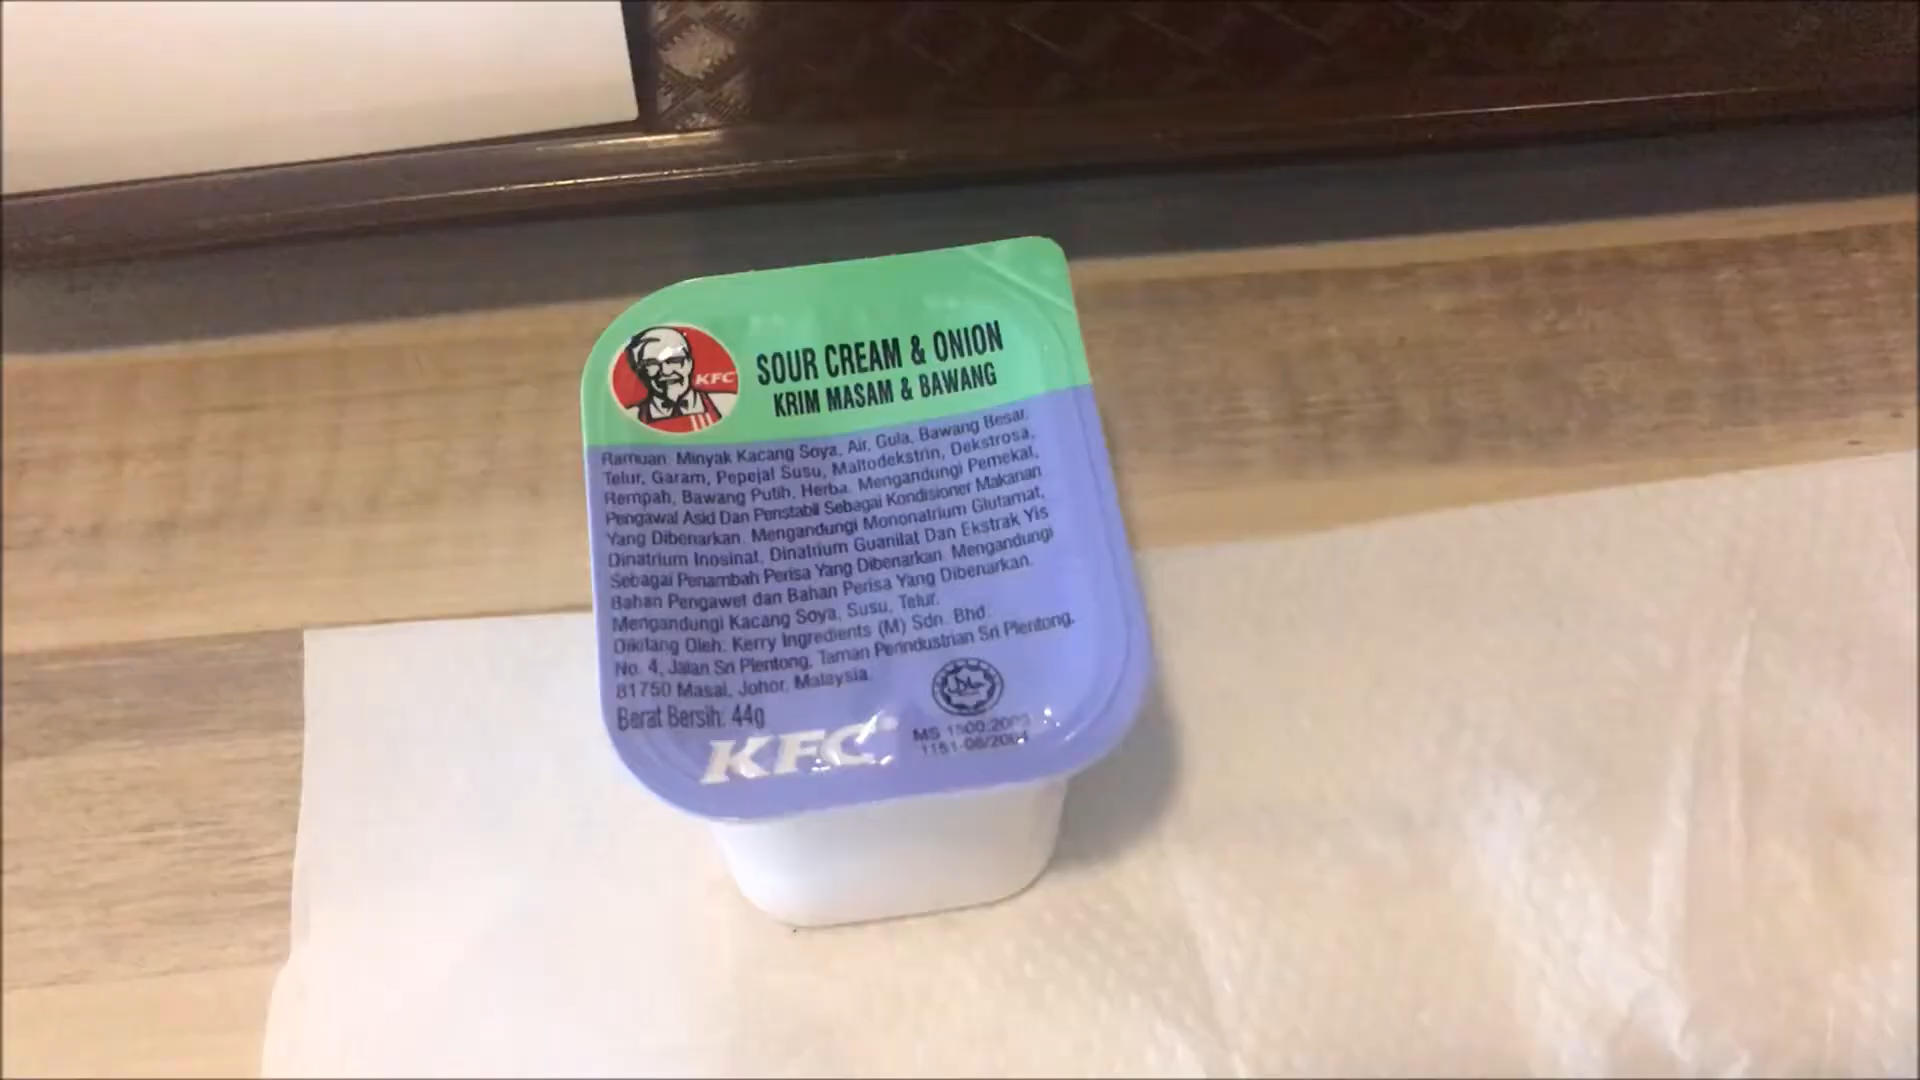 KFC
SOUR CREAM & ONION
KRIM MASAM & BAWANG
Ramuan: Minyak Kacang Soya, Air, Gula, Bawang Besar,
Telur, Garam, Pepejal Susu, Maltodekstrin, Dekstrosa,
Rempah, Bawang Putih, Herba. Mengandungi Pemekat,
Pengawal Asid Dan Penstabil Sebagai Kondisioner Makanan
Yang Dibenarkan. Mengandungi Mononatrium Glutamat,
Dinatrium Inosinat, Dinatrium Guanilat Dan Ekstrak Yis
Sebagai Penambah Perisa Yang Dibenarkan. Mengandungi
Bahan Pengawet dan Bahan Perisa Yang Dibenarkan.
Mengandungi Kacang Soya, Susu, Telur.
Dikilang Oleh: Kerry Ingredients (M) Sdn. Bhd.
No. 4, Jalan Sri Plentong, Taman Perindustrian Sri Plentong,
81750 Masai, Johor, Malaysia.
Berat Bersih: 44g
KFC
MS